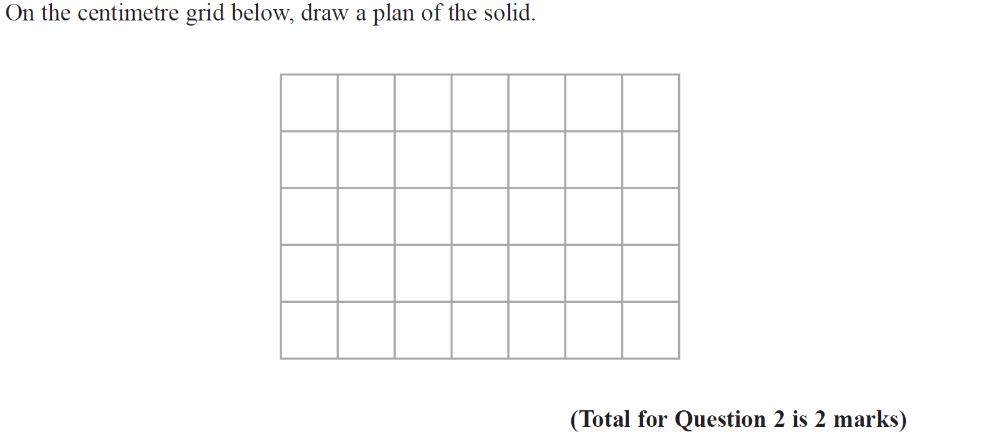 On the centimetre grid below, draw a plan of the solid.
(Total for Question 2 is 2 marks)